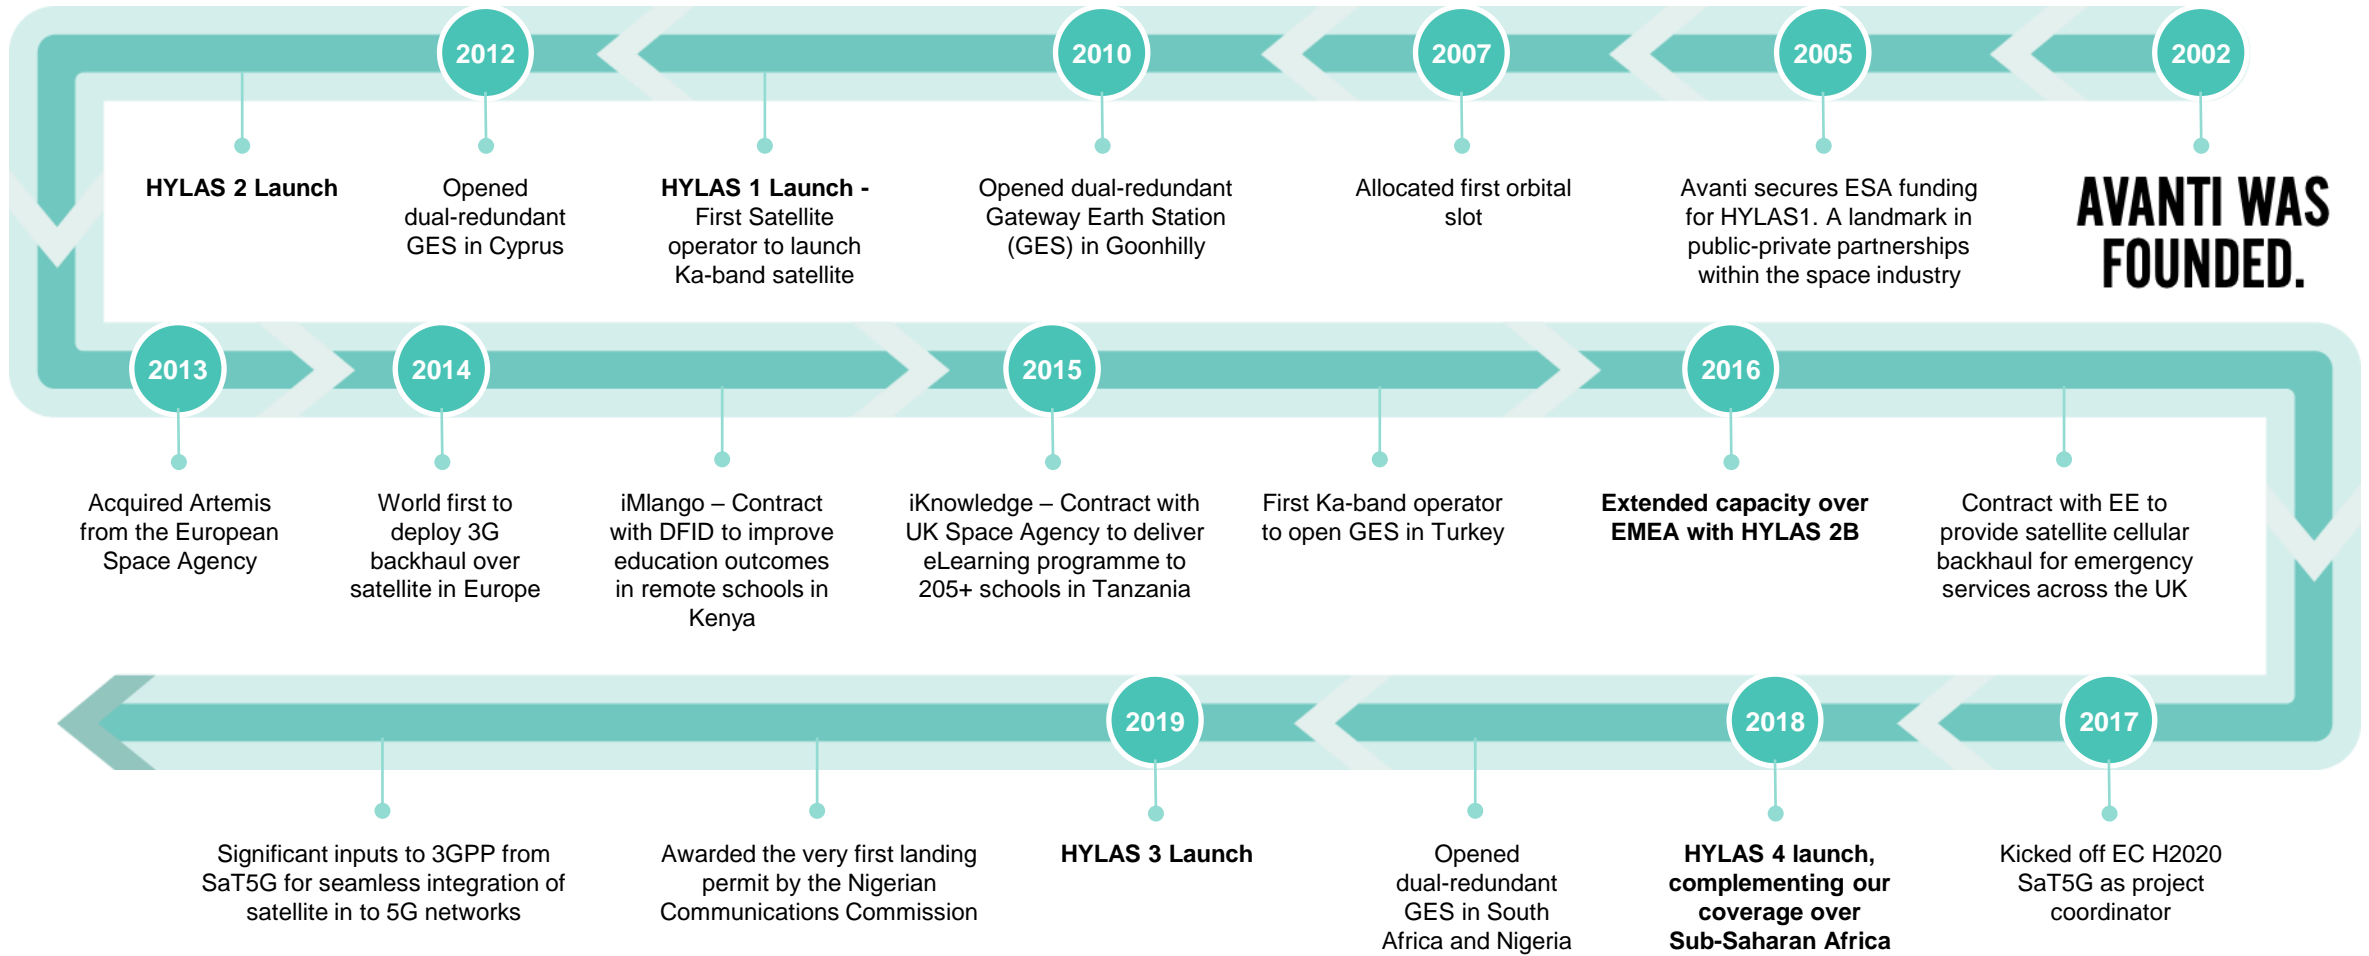 2012
2010
2007
2005
2002
HYLAS 2 Launch
Opened
dual-redundant
GES in Cyprus
HYLAS 1 Launch -
First Satellite
operator to launch
Ka-band satellite
Opened dual-redundant
Gateway Earth Station
(GES) in Goonhilly
Allocated first orbital
slot
Avanti secures ESA funding
for HYLAS1. A landmark in
public-private partnerships
within the space industry
AVANTI WAS
FOUNDED.
2013
2014
2015
2016
Acquired Artemis
from the European
Space Agency
World first to
deploy 3G
backhaul over
satellite in Europe
iMlango – Contract
with DFID to improve
education outcomes
in remote schools in
Kenya
iKnowledge – Contract with
UK Space Agency to deliver
eLearning programme to
205+ schools in Tanzania
First Ka-band operator
to open GES in Turkey
Extended capacity over
EMEA with HYLAS 2B
Contract with EE to
provide satellite cellular
backhaul for emergency
services across the UK
2019
2018
2017
Significant inputs to 3GPP from
SaT5G for seamless integration of
satellite in to 5G networks
Awarded the very first landing
permit by the Nigerian
Communications Commission
HYLAS 3 Launch
Opened
dual-redundant
GES in South
Africa and Nigeria
HYLAS 4 launch,
complementing our
coverage over
Sub-Saharan Africa
Kicked off EC H2020
SaT5G as project
coordinator